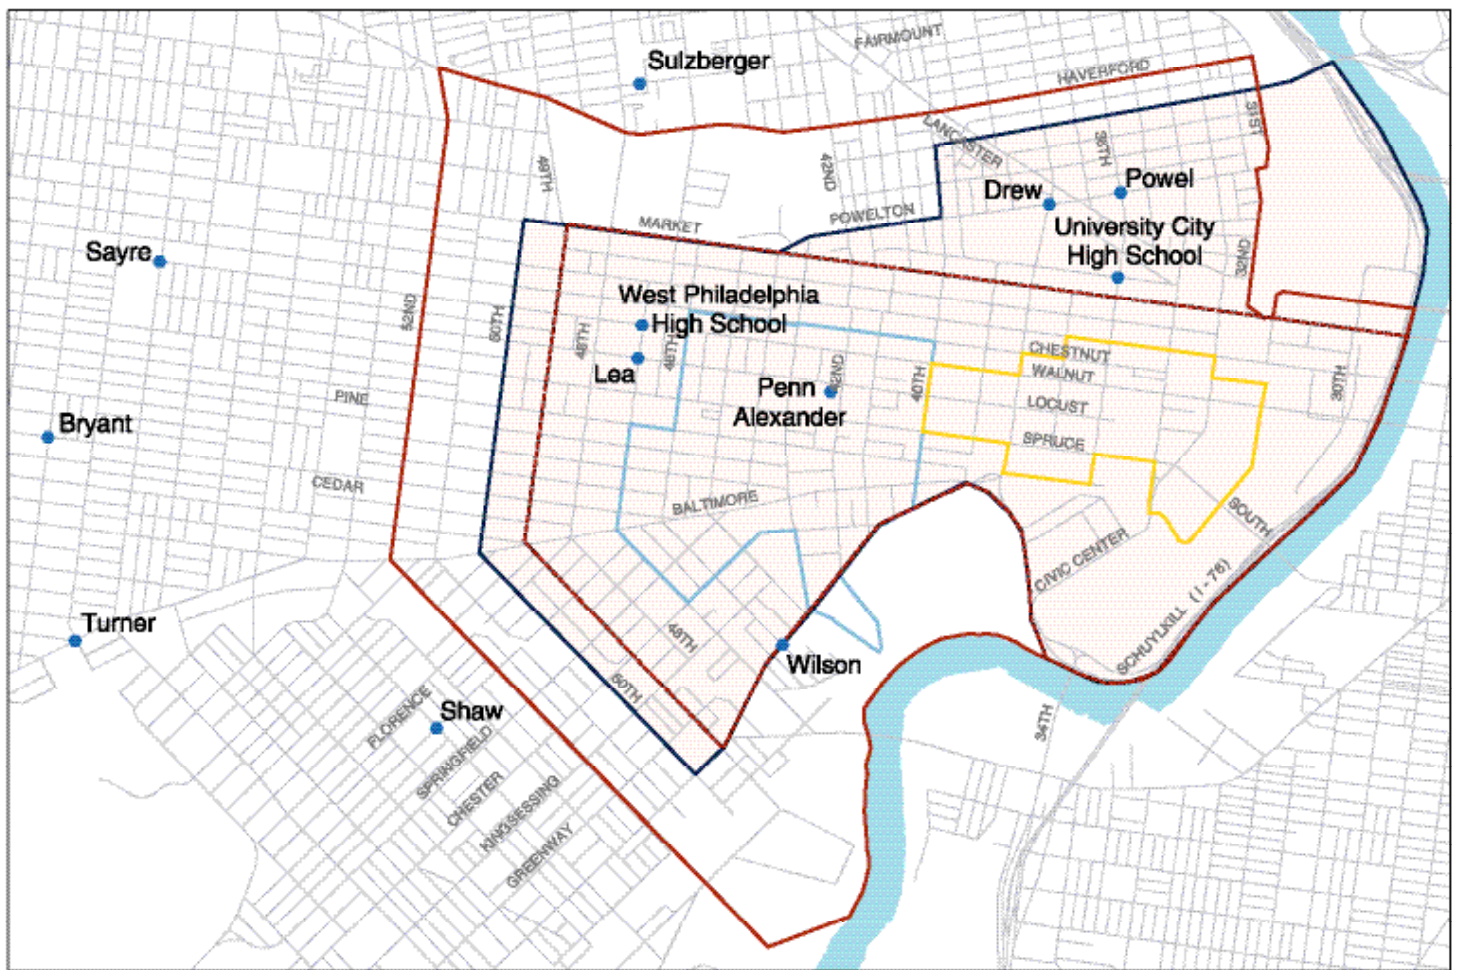 FAIRMOUNT
Sulzberger
HAVERFORD
31ST
LANCASTER
36TH
49TH
42ND
Powel
Drew
POWELTON
MARKET
University City
High School
32ND
Sayre
52ND
50TH
West Philadelphia
High School
48TH
46TH
Lea
Penn
Alexander
42ND
40TH
CHESTNUT
WALNUT
LOCUST
SPRUCE
30TH
PINE
Bryant
CEDAR
BALTIMORE
SOUTH
CIVIC CENTER
SCHUYLKILL (I - 76)
Turner
48TH
Wilson
50TH
Shaw
FLORENCE
SPRINGFIELD
CHESTER
KINGSESSING
GREENWAY
34TH